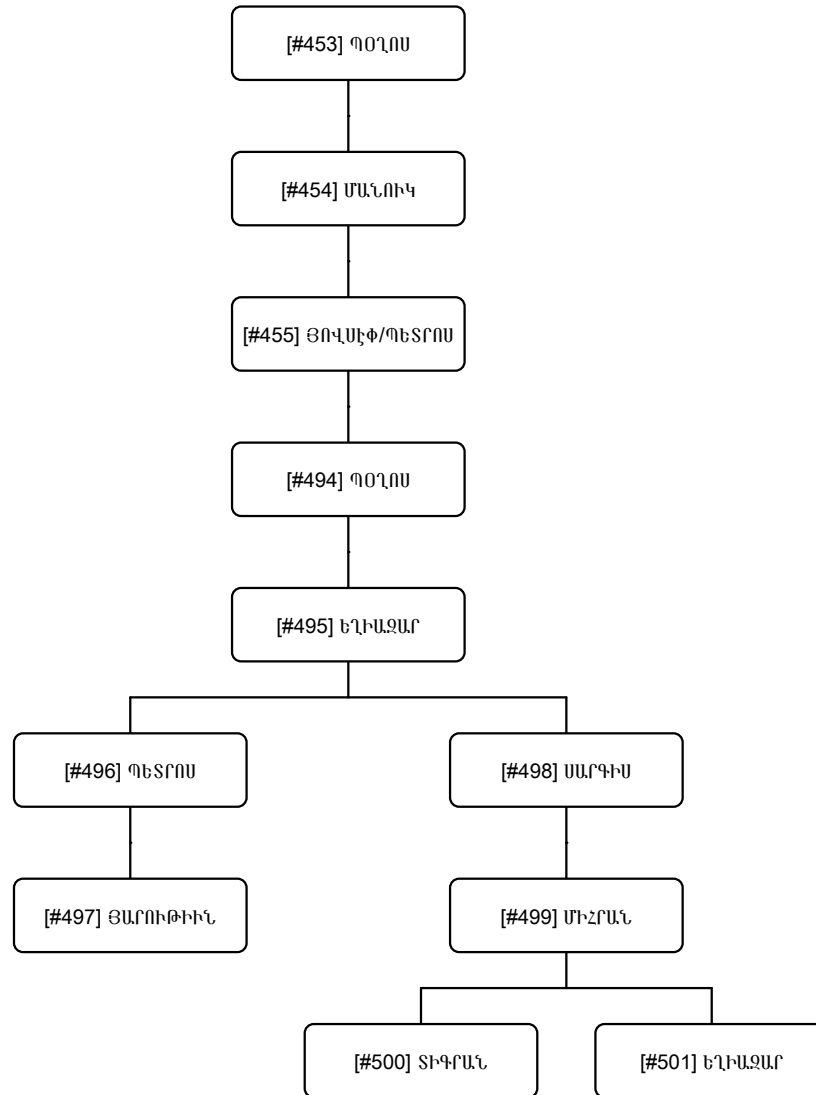 [#453] ՊՕՂՈՍ
[#454] ՄԱՆՈՒԿ
[#455] ՅՈՎՍԷՓ/ՊԵՏՐՈՍ
[#494] ՊՕՂՈՍ
[#495] ԵՂԻԱԶԱՐ
[#496] ՊԵՏՐՈՍ
[#498] ՍԱՐԳԻՍ
[#497] ՅԱՐՈՒԹԻԻՆ
[#499] ՄԻՀՐԱՆ
[#500] ՏԻԳՐԱՆ
[#501] ԵՂԻԱԶԱՐ